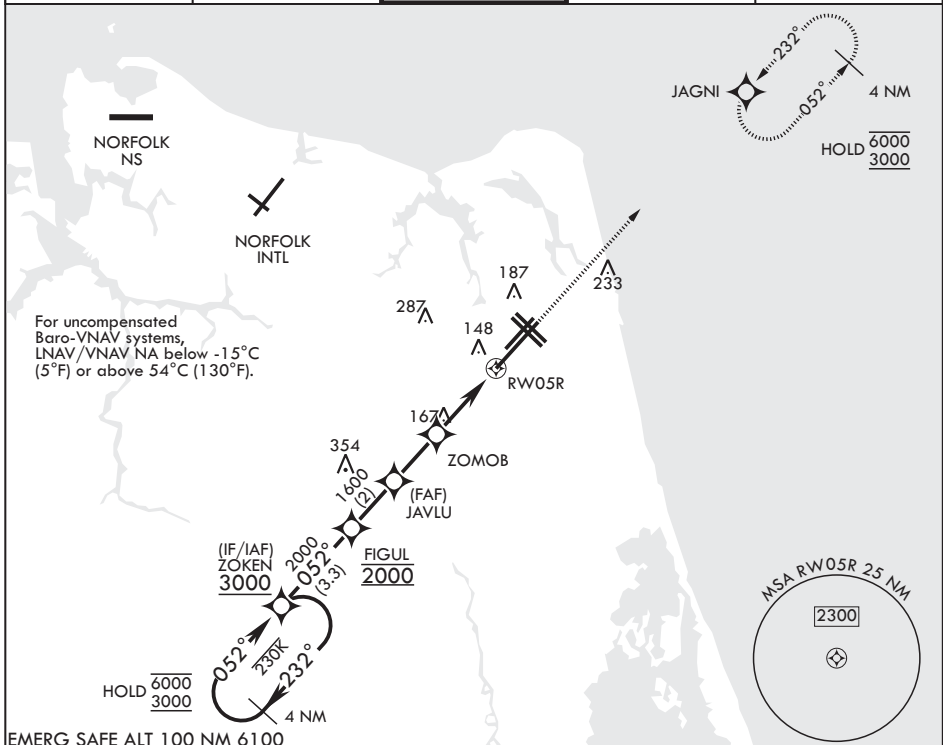 232°
JAGNI
052°
4 NM
HOLD 6000
3000
NORFOLK
NS
NORFOLK
INTL
187
233
287
148
For uncompensated
Baro-VNAV systems,
LNAV/VNAV NA below -15°C
(5°F) or above 54°C (130°F).
RW05R
167
ZOMOB
354
1600
(2)
(FAF)
JAVLU
(IF/IAF)
ZOKEN
3000
2000
052°
(3.3)
FIGUL
2000
MSA RW05R 25 NM
2300
052°
230K
232°
HOLD 6000
3000
4 NM
EMERG SAFE ALT 100 NM 6100